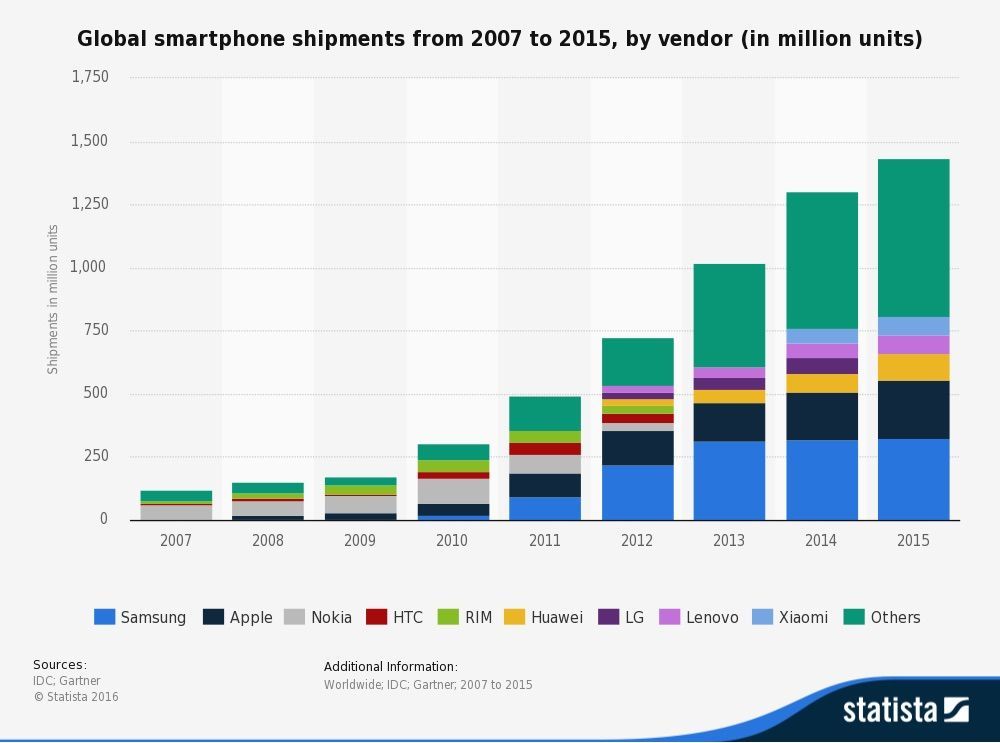 Global smartphone shipments from 2007 to 2015, by vendor (in million units)
1,750
1,500
1,250
1,000
750
500
250
0
Shipments in million units
2007 2008 2009 2010 2011 2012 2013 2014 2015
Samsung Apple Nokia HTC RIM Huawei LG Lenovo Xiaomi Others
Sources:
IDC; Gartner
© Statista 2016
Additional Information:
Worldwide; IDC; Gartner; 2007 to 2015
statista